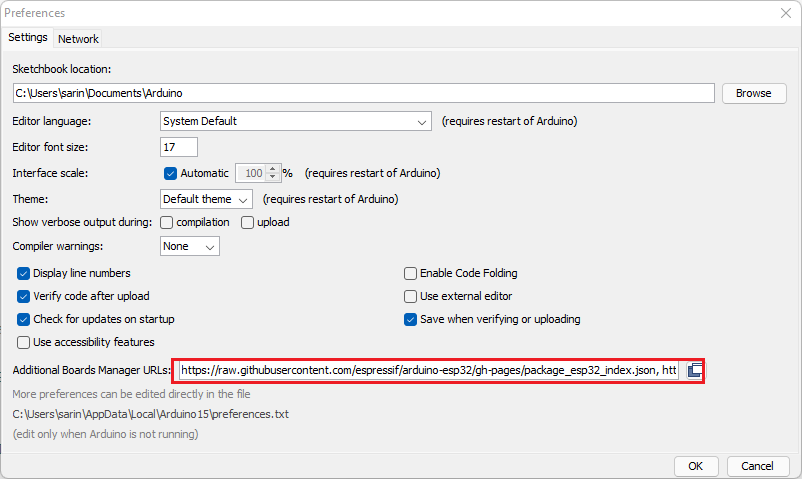 Preferences
Settings Network
Sketchbook location:
C:\Users\sarin\Documents\Arduino Browse
Editor language: System Default (requires restart of Arduino)
Editor font size: 17
Interface scale: Automatic 100 % (requires restart of Arduino)
Theme: Default theme (requires restart of Arduino)
Show verbose output during: compilation upload
Compiler warnings: None
Display line numbers Enable Code Folding
Verify code after upload Use external editor
Check for updates on startup Save when verifying or uploading
Use accessibility features
Additional Boards Manager URLs: https://raw.githubusercontent.com/espressif/arduino-esp32/gh-pages/package_esp32_index.json, htt
More preferences can be edited directly in the file
C:\Users\sarin\AppData\Local\Arduino15\preferences.txt
(edit only when Arduino is not running)
OK Cancel